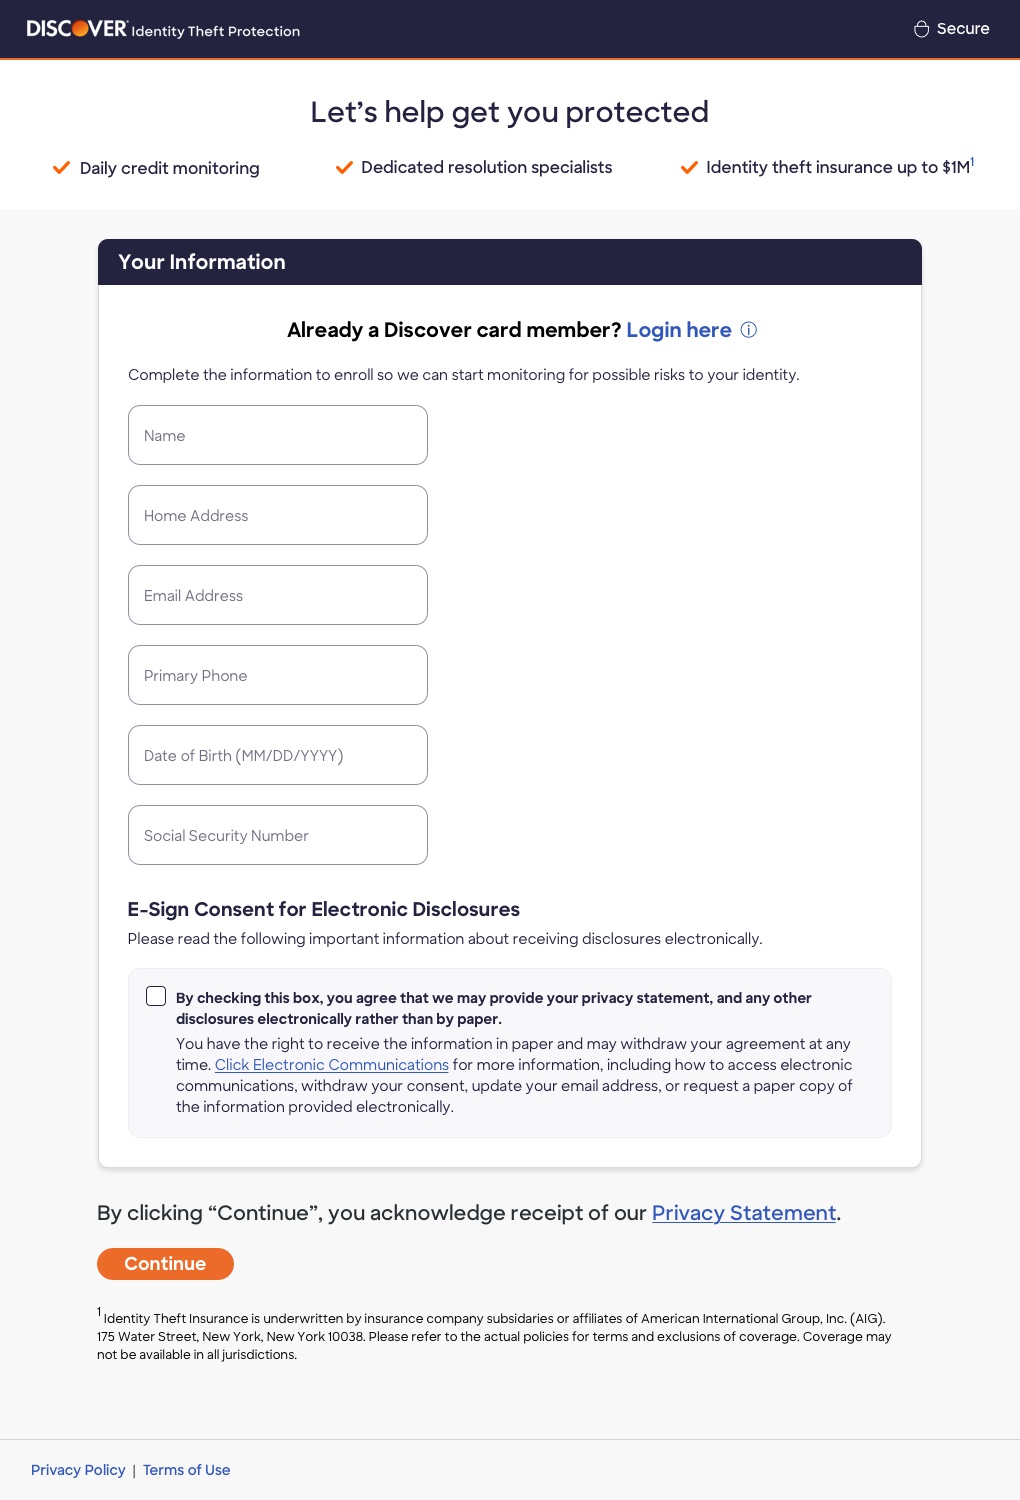 DISCOVER® Identity Theft Protection
Secure
Let's help get you protected
Daily credit monitoring
Dedicated resolution specialists
Identity theft insurance up to $1M¹
Your Information
Already a Discover card member? Login here
Complete the information to enroll so we can start monitoring for possible risks to your identity.
Name
Home Address
Email Address
Primary Phone
Date of Birth (MM/DD/YYYY)
Social Security Number
E-Sign Consent for Electronic Disclosures
Please read the following important information about receiving disclosures electronically.
By checking this box, you agree that we may provide your privacy statement, and any other
disclosures electronically rather than by paper.
You have the right to receive the information in paper and may withdraw your agreement at any
time. Click Electronic Communications for more information, including how to access electronic
communications, withdraw your consent, update your email address, or request a paper copy of
the information provided electronically.
By clicking “Continue”, you acknowledge receipt of our Privacy Statement.
Continue
¹ Identity Theft Insurance is underwritten by insurance company subsidaries or affiliates of American International Group, Inc. (AIG).
175 Water Street, New York, New York 10038. Please refer to the actual policies for terms and exclusions of coverage. Coverage may
not be available in all jurisdictions.
Privacy Policy | Terms of Use